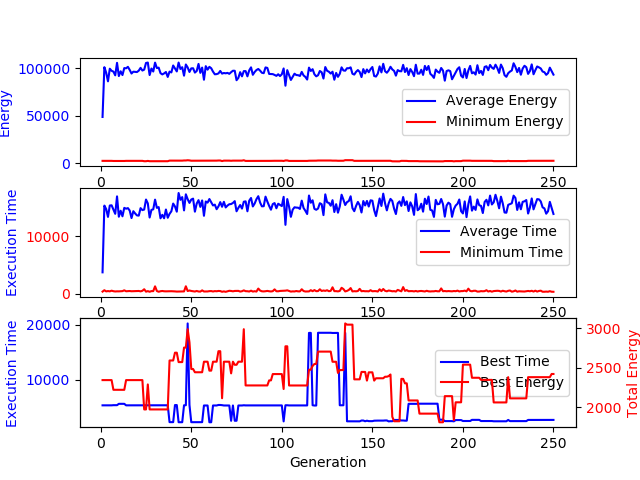 Energy
100000
50000
0
Average Energy
Minimum Energy
0 50 100 150 200 250
Execution Time
10000
0
Average Time
Minimum Time
0 50 100 150 200 250
Execution Time
20000
10000
Best Time
Best Energy
3000
2500
2000
Total Energy
0 50 100 150 200 250
Generation